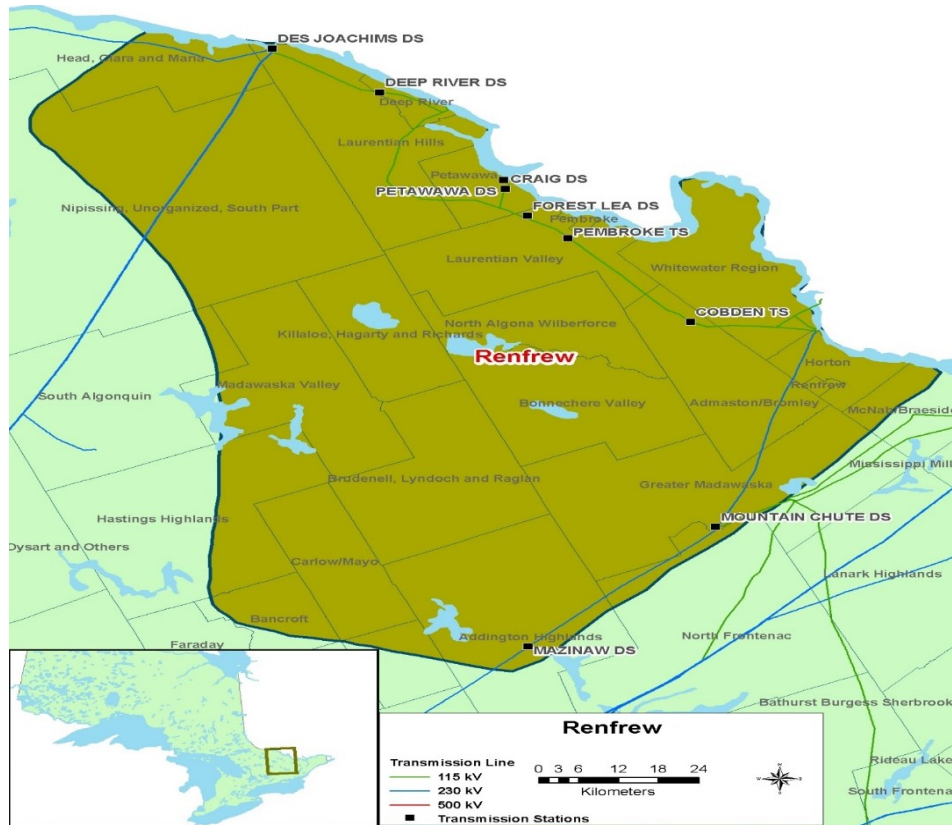 DES JOACHIMS DS
Head, Clara and Maria
DEEP RIVER DS
Deep River
Laurentian Hills
Petawawa
CRAIG DS
PETAWAWA DS
FOREST LEA DS
Nipissing, Unorganized, South Part
Pembroke
PEMBROKE TS
Laurentian Valley
Whitewater Region
COBDEN TS
North Algona Wilberforce
Killaloe, Hagarty and Richards
Renfrew
Horton
Madawaska Valley
Renfrew
South Algonquin
Bonnechere Valley
Admaston/Bromley
McNab/Braeside
Mississippi Mill
Brudenell, Lyndoch and Raglan
Greater Madawaska
Hastings Highlands
MOUNTAIN CHUTE DS
Dysart and Others
Carlow/Mayo
Lanark Highlands
Bancroft
Addington Highlands
North Frontenac
Faraday
MAZINAW DS
Bathurst Burgess Sherbrook
Renfrew
Rideau Lake
Transmission Line
115 kV
230 kV
500 kV
Transmission Stations
0 3 6 12 18 24
Kilometers
South Frontena